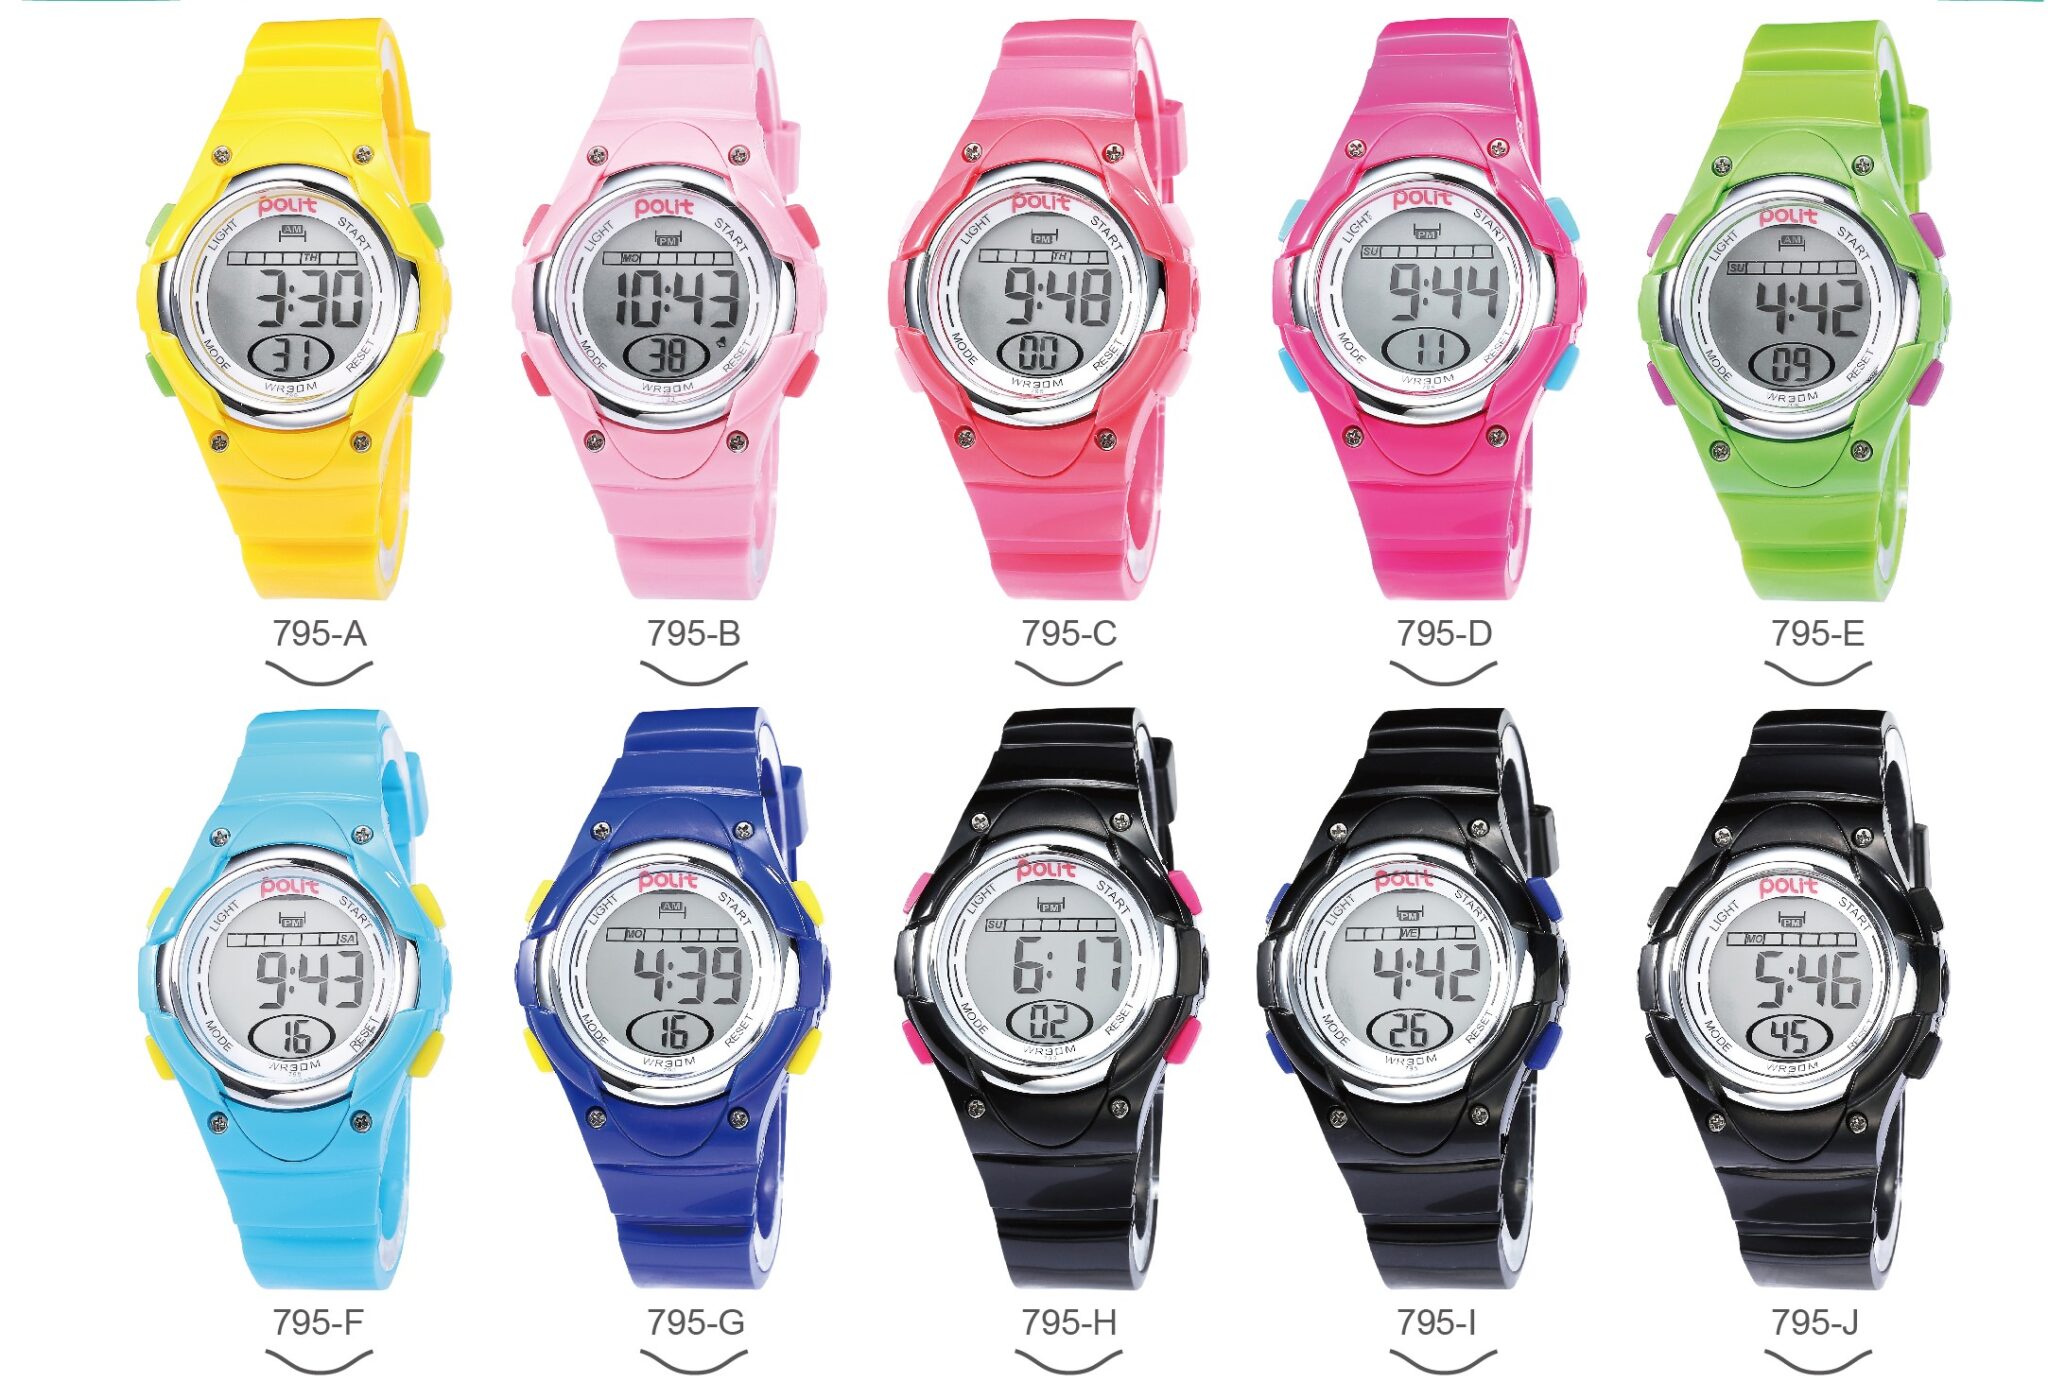 polit
LIGHT START
AM
TH
3:30
31
MODE RESET
WR30M
795-A
polit
LIGHT START
PM
MO
10:43
38
MODE RESET
WR30M
795-B
polit
LIGHT START
PM
TH
9:48
00
MODE RESET
WR30M
795-C
polit
LIGHT START
PM
SU
9:44
11
MODE RESET
WR30M
795
795-D
polit
LIGHT START
AM
SU
4:42
09
MODE RESET
WR30M
795-E
polit
LIGHT START
PM
SA
9:43
16
MODE RESET
WR30M
795
795-F
polit
LIGHT START
AM
MO
4:39
16
MODE RESET
WR30M
795-G
polit
LIGHT START
PM
SU
6:17
02
MODE RESET
WR30M
795
795-H
polit
LIGHT START
PM
WE
4:42
26
MODE RESET
WR30M
795
795-I
polit
LIGHT START
PM
MO
5:46
45
MODE RESET
WR30M
795-J